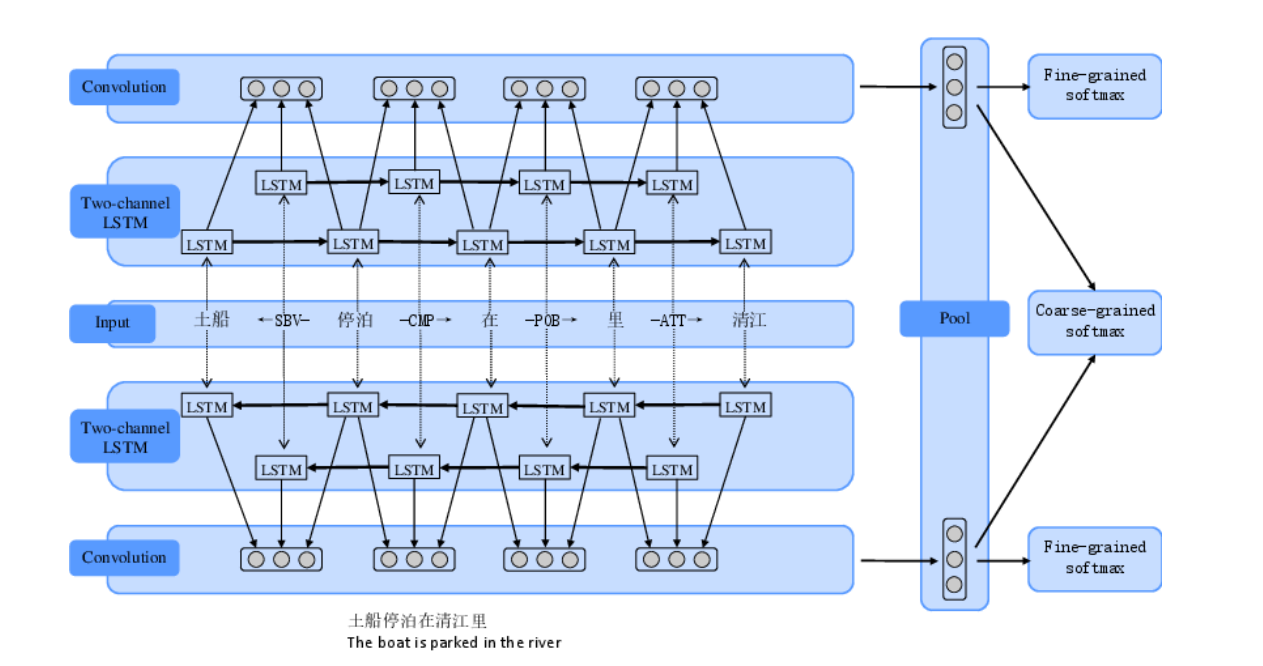 Convolution
Fine-grained
softmax
Two-channel
LSTM
LSTM LSTM LSTM LSTM
LSTM LSTM LSTM LSTM LSTM
Input
土船 ←SBV— 停泊 —CMP→ 在 —POB→ 里 —ATT→ 清江
Pool
Coarse-grained
softmax
Two-channel
LSTM
LSTM LSTM LSTM LSTM LSTM
LSTM LSTM LSTM LSTM
Convolution
Fine-grained
softmax
土船停泊在清江里
The boat is parked in the river